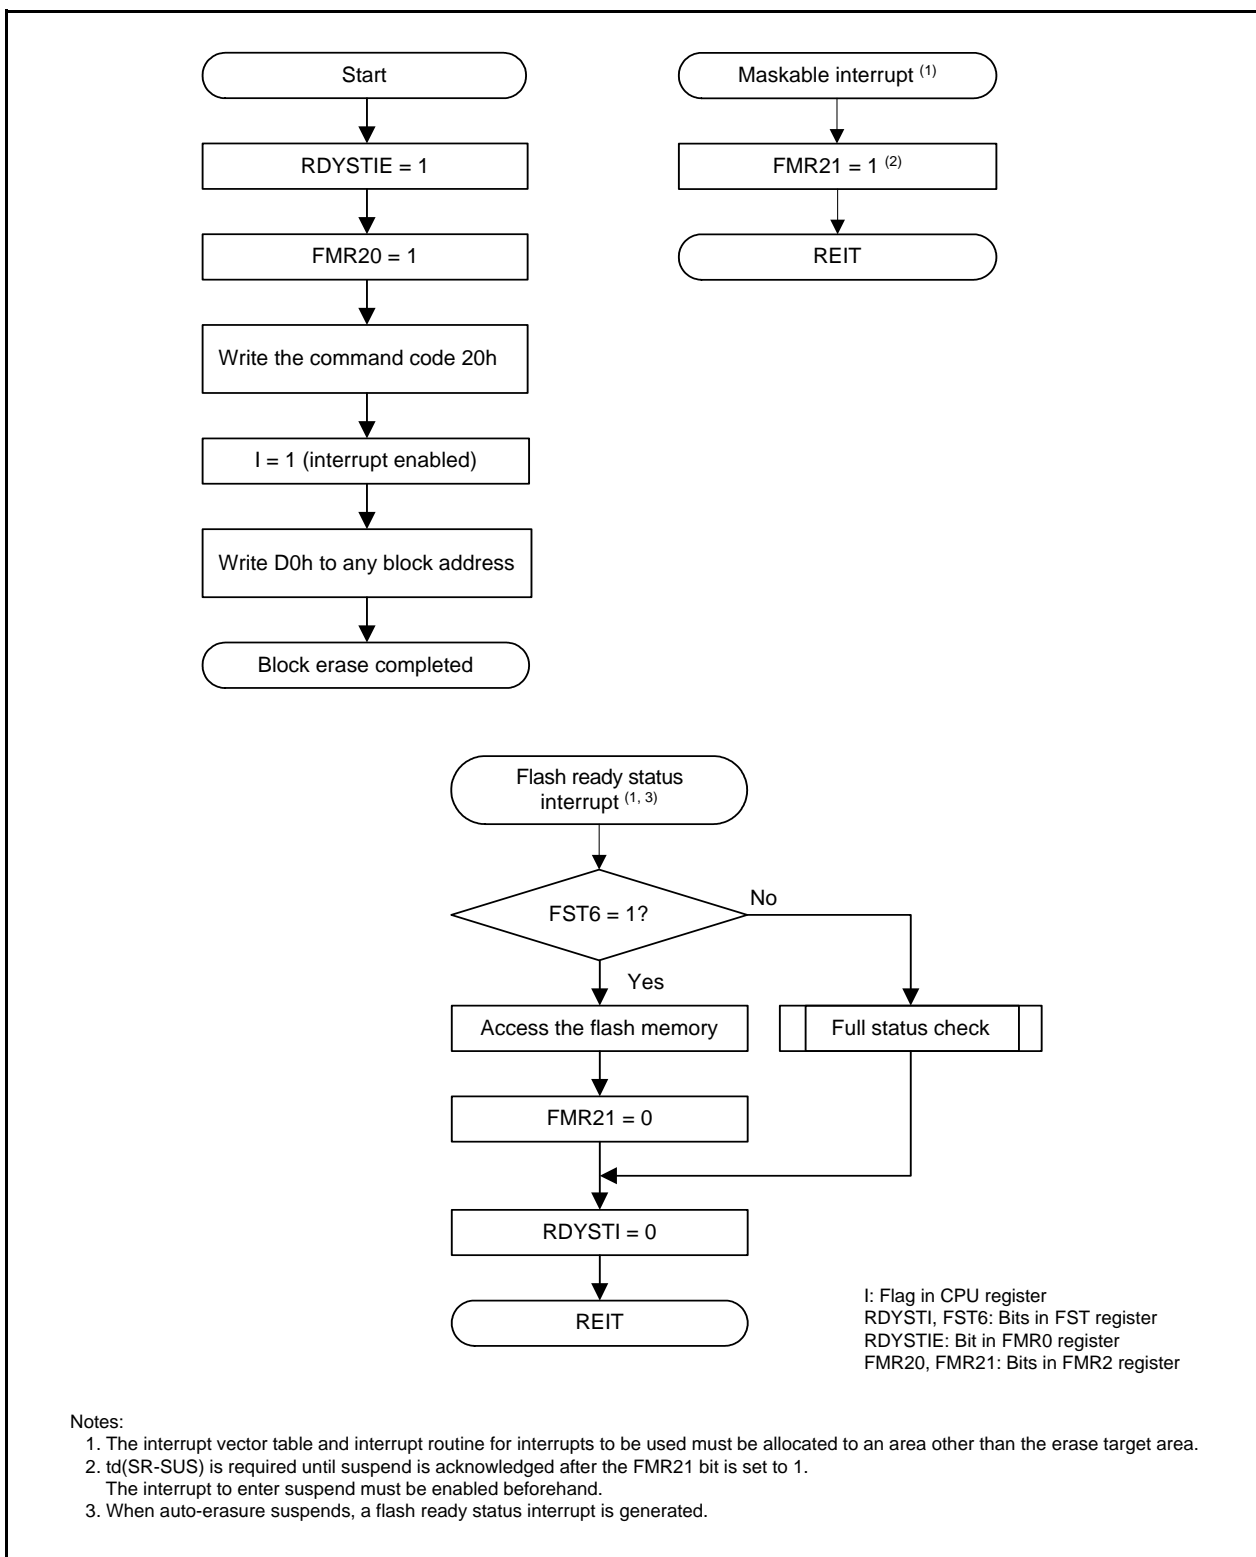 Start
RDYSTIE = 1
FMR20 = 1
Write the command code 20h
I = 1 (interrupt enabled)
Write D0h to any block address
Block erase completed
Maskable interrupt (1)
FMR21 = 1 (2)
REIT
Flash ready status
interrupt (1, 3)
FST6 = 1?
No
Yes
Access the flash memory
Full status check
FMR21 = 0
RDYSTI = 0
REIT
I: Flag in CPU register
RDYSTI, FST6: Bits in FST register
RDYSTIE: Bit in FMR0 register
FMR20, FMR21: Bits in FMR2 register
Notes:
1. The interrupt vector table and interrupt routine for interrupts to be used must be allocated to an area other than the erase target area.
2. td(SR-SUS) is required until suspend is acknowledged after the FMR21 bit is set to 1.
The interrupt to enter suspend must be enabled beforehand.
3. When auto-erasure suspends, a flash ready status interrupt is generated.